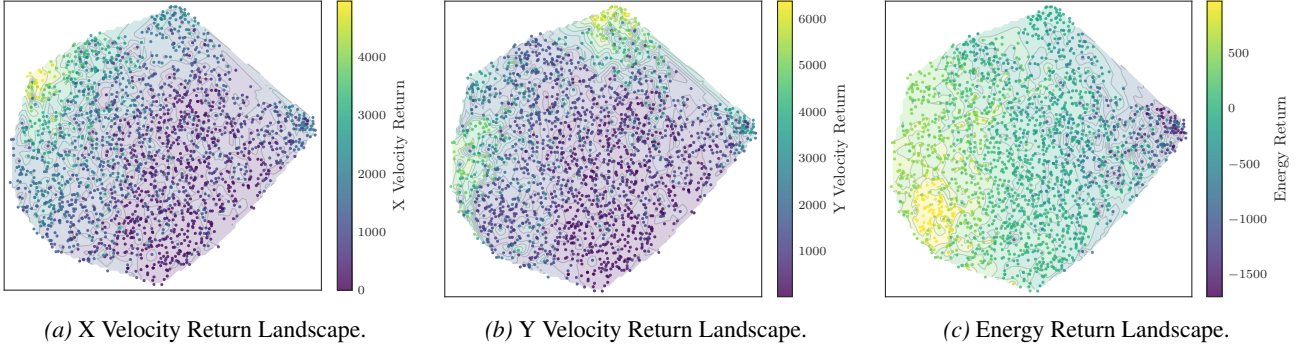 4000
3000
2000
1000
0
X Velocity Return
6000
5000
4000
3000
2000
1000
Y Velocity Return
500
0
−500
−1000
−1500
Energy Return
(a) X Velocity Return Landscape.
(b) Y Velocity Return Landscape.
(c) Energy Return Landscape.